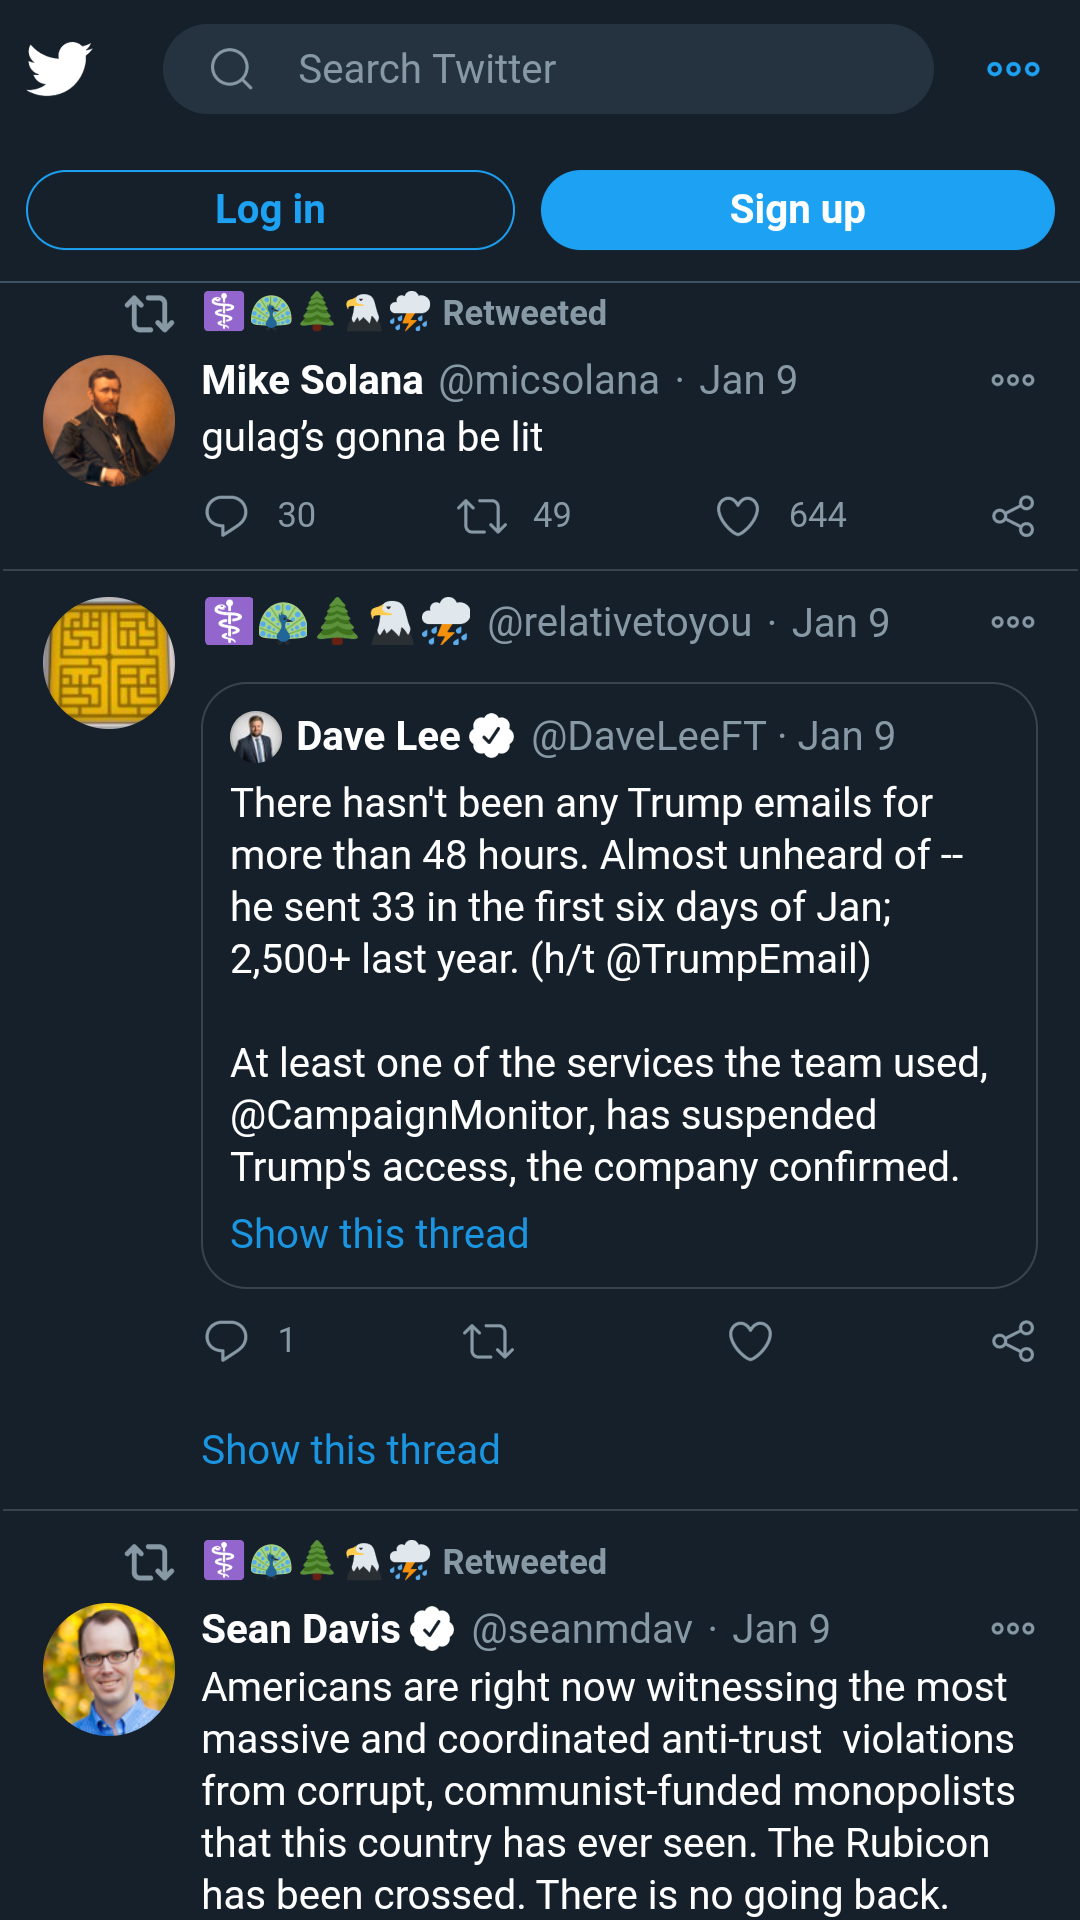 Search Twitter
Log in
Sign up
⚕️🦚🌲🦅⛈️ Retweeted
Mike Solana @micsolana · Jan 9
gulag’s gonna be lit
30 49 644
⚕️🦚🌲🦅⛈️ @relativetoyou · Jan 9
Dave Lee @DaveLeeFT · Jan 9
There hasn't been any Trump emails for
more than 48 hours. Almost unheard of --
he sent 33 in the first six days of Jan;
2,500+ last year. (h/t @TrumpEmail)
At least one of the services the team used,
@CampaignMonitor, has suspended
Trump's access, the company confirmed.
Show this thread
1
Show this thread
⚕️🦚🌲🦅⛈️ Retweeted
Sean Davis @seanmdav · Jan 9
Americans are right now witnessing the most
massive and coordinated anti-trust  violations
from corrupt, communist-funded monopolists
that this country has ever seen. The Rubicon
has been crossed. There is no going back.